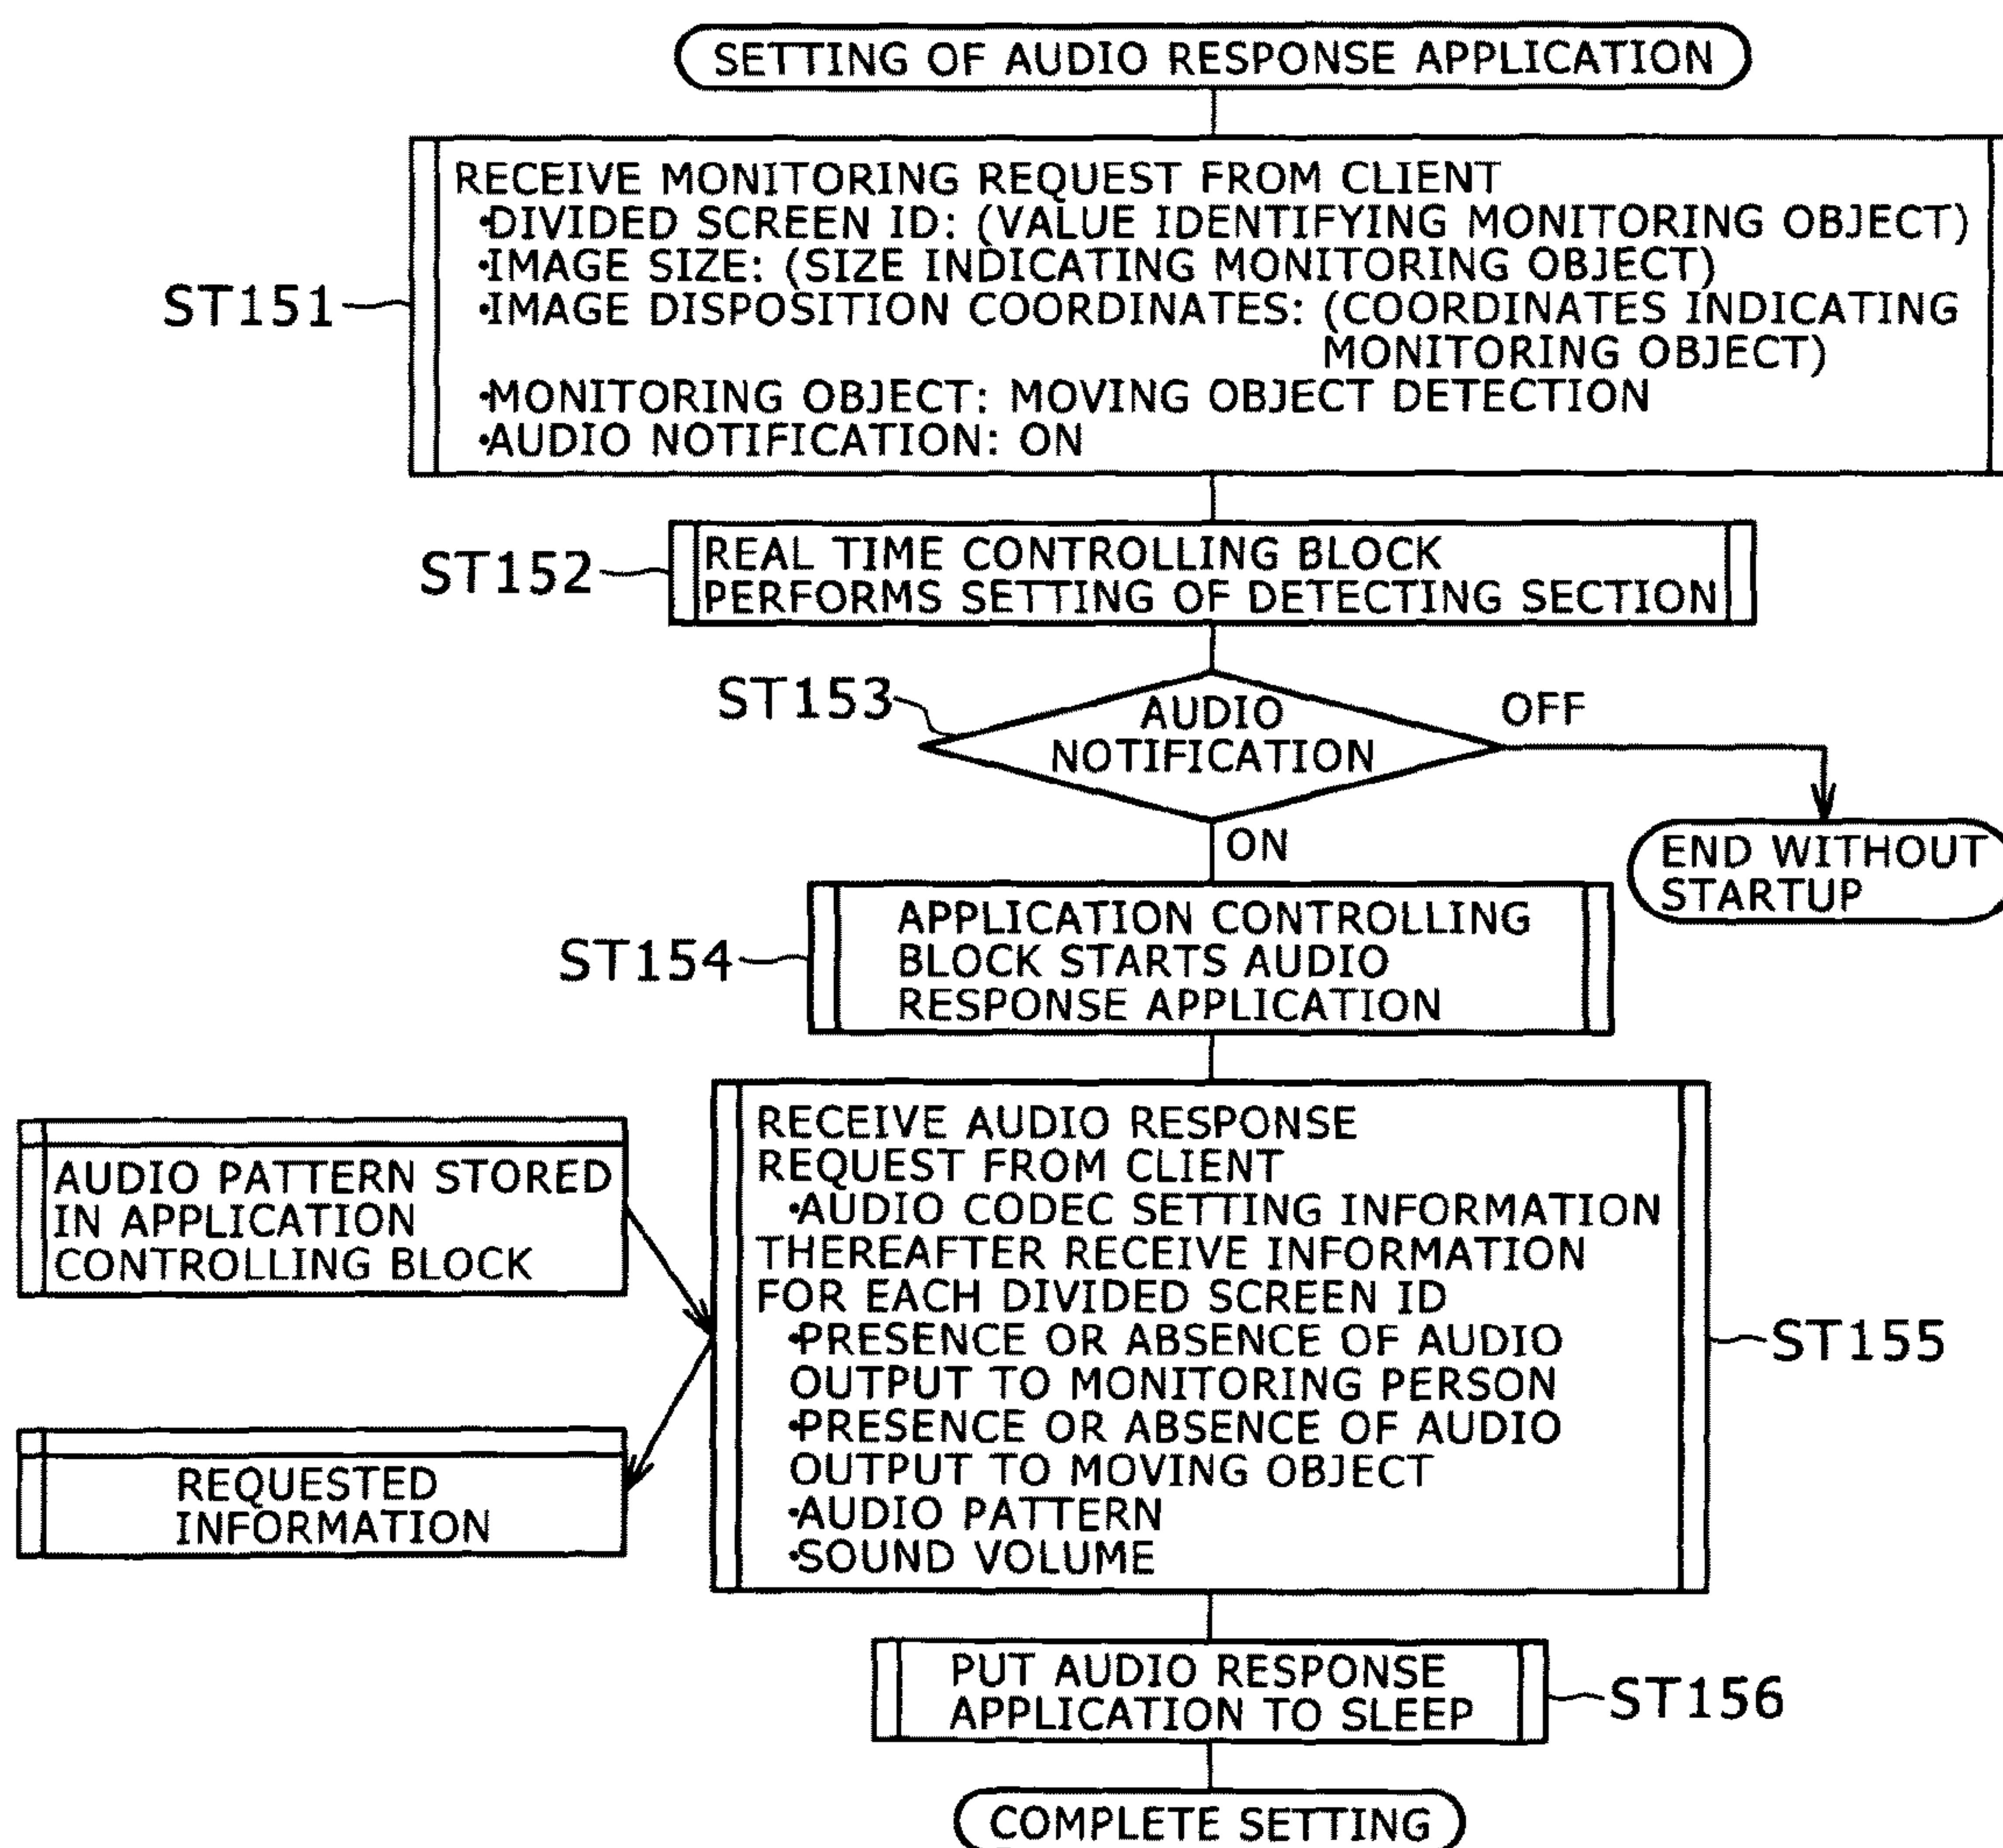 SETTING OF AUDIO RESPONSE APPLICATION
RECEIVE MONITORING REQUEST FROM CLIENT
•DIVIDED SCREEN ID: (VALUE IDENTIFYING MONITORING OBJECT)
•IMAGE SIZE: (SIZE INDICATING MONITORING OBJECT)
•IMAGE DISPOSITION COORDINATES: (COORDINATES INDICATING
MONITORING OBJECT)
•MONITORING OBJECT: MOVING OBJECT DETECTION
•AUDIO NOTIFICATION: ON
ST151
ST152
REAL TIME CONTROLLING BLOCK
PERFORMS SETTING OF DETECTING SECTION
ST153
AUDIO
NOTIFICATION
OFF
ON
END WITHOUT
STARTUP
ST154
APPLICATION CONTROLLING
BLOCK STARTS AUDIO
RESPONSE APPLICATION
AUDIO PATTERN STORED
IN APPLICATION
CONTROLLING BLOCK
REQUESTED
INFORMATION
RECEIVE AUDIO RESPONSE
REQUEST FROM CLIENT
•AUDIO CODEC SETTING INFORMATION
THEREAFTER RECEIVE INFORMATION
FOR EACH DIVIDED SCREEN ID
•PRESENCE OR ABSENCE OF AUDIO
OUTPUT TO MONITORING PERSON
•PRESENCE OR ABSENCE OF AUDIO
OUTPUT TO MOVING OBJECT
•AUDIO PATTERN
•SOUND VOLUME
ST155
PUT AUDIO RESPONSE
APPLICATION TO SLEEP
ST156
COMPLETE SETTING